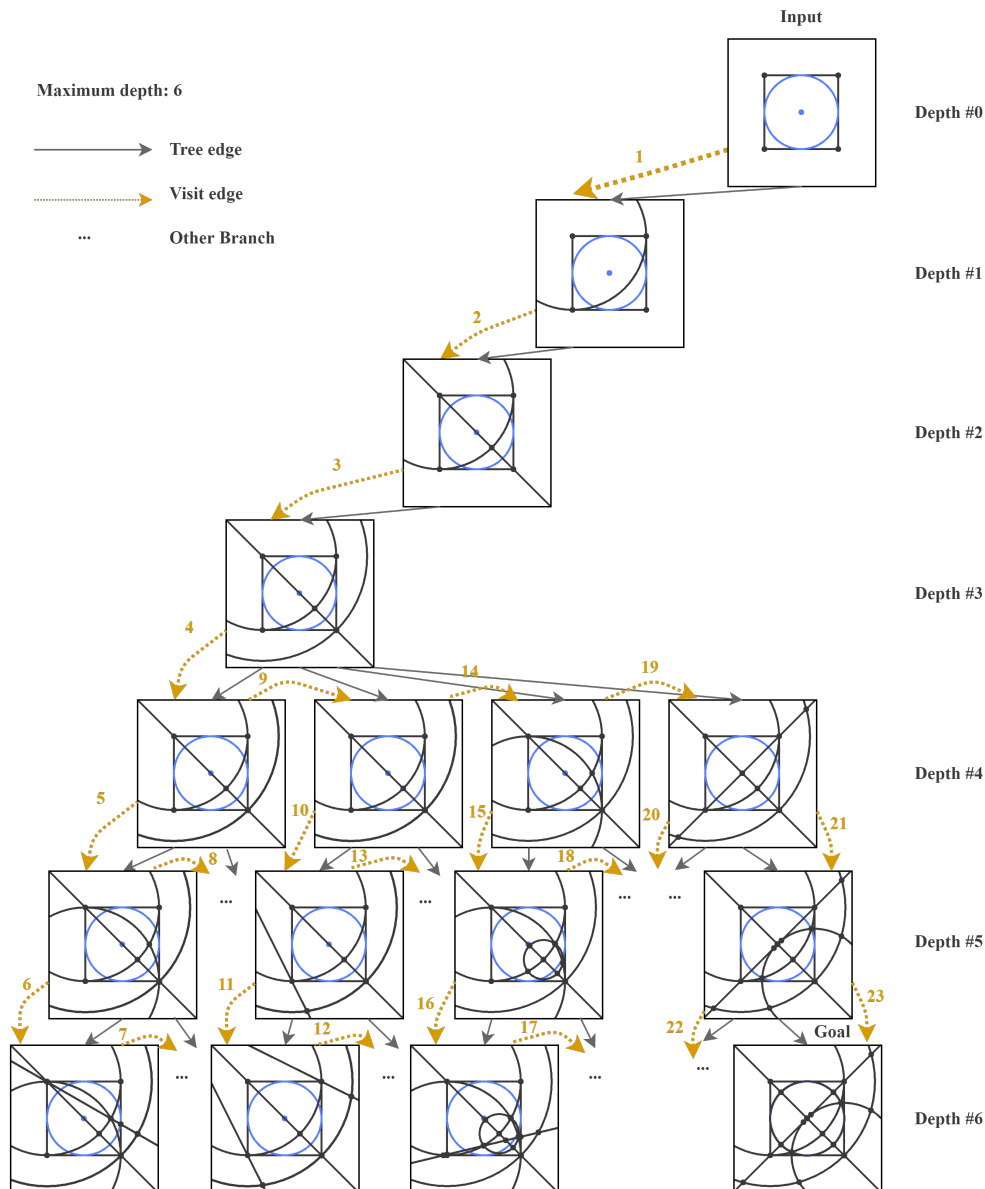 Input
Maximum depth: 6
Depth #0
Tree edge
1
Visit edge
...
Other Branch
Depth #1
2
Depth #2
3
Depth #3
4
9
14
19
Depth #4
5
10
15
20
21
8
13
18
...
...
...
...
Depth #5
6
11
16
22
23
7
12
17
Goal
...
...
...
...
Depth #6